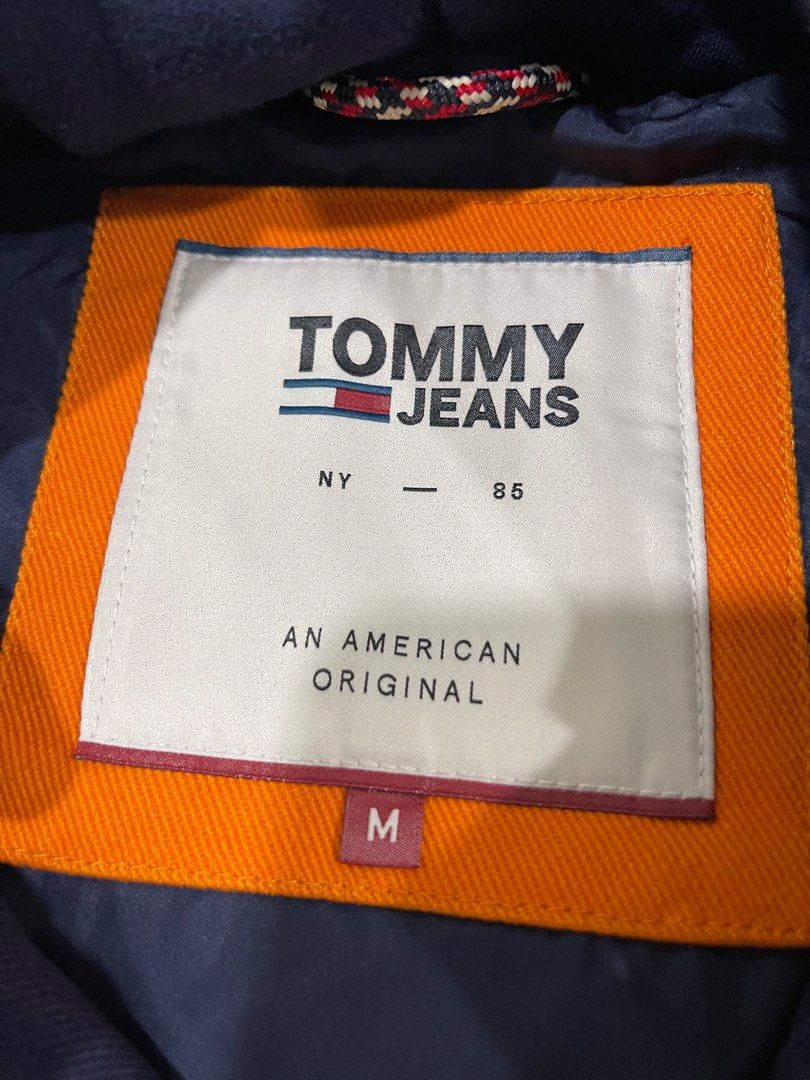 TOMMY
JEANS
NY — 85
AN AMERICAN
ORIGINAL
M